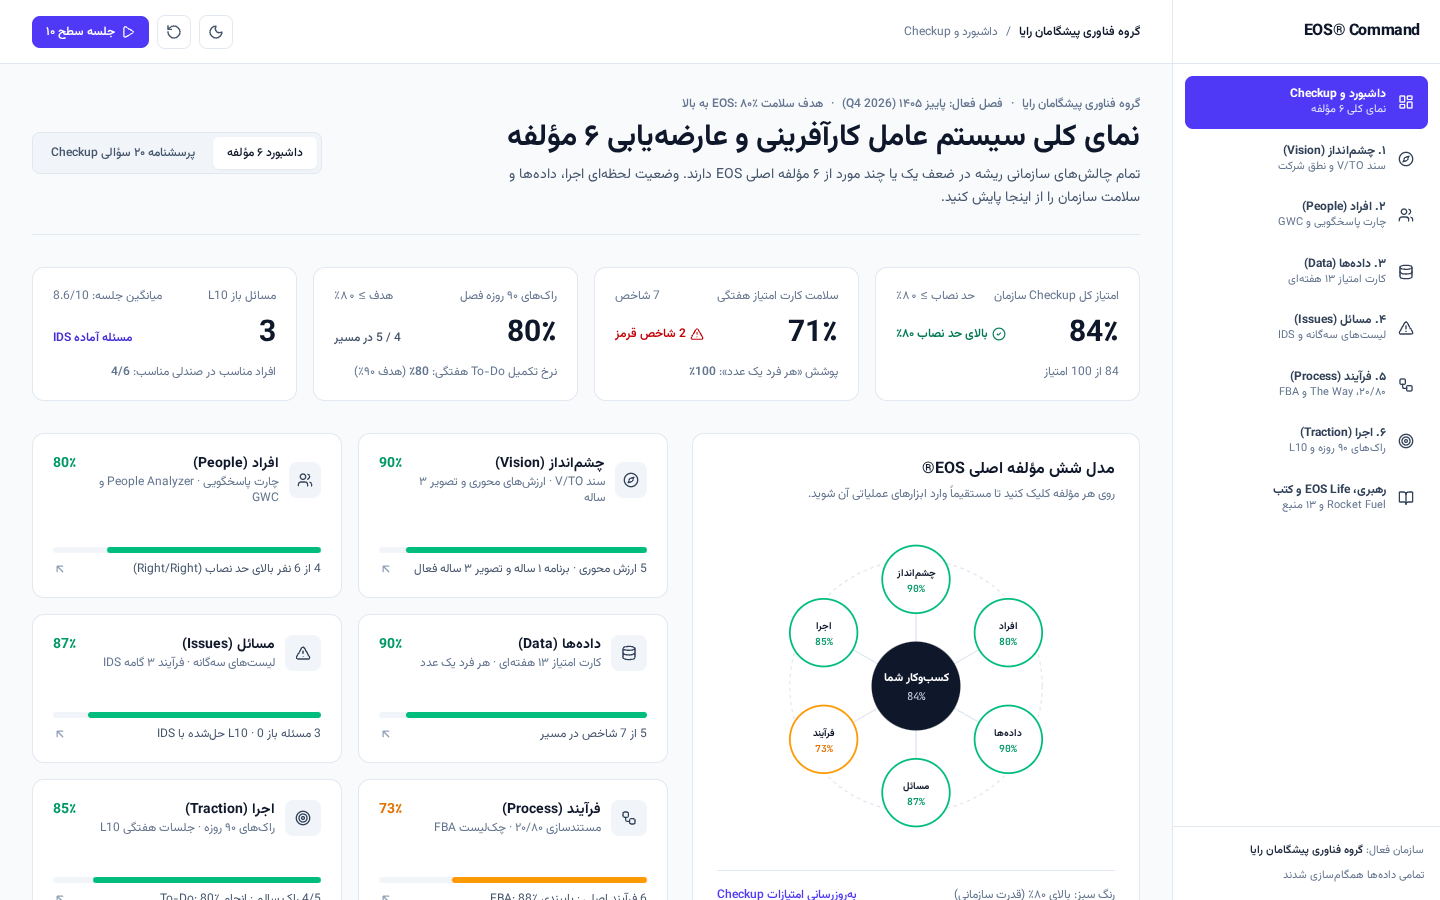 EOS® Command
داشبورد و Checkup
نمای کلی ۶ مؤلفه
۱. چشم‌انداز (Vision)
سند V/TO و نطق شرکت
۲. افراد (People)
چارت پاسخگویی و GWC
۳. داده‌ها (Data)
کارت امتیاز ۱۳ هفته‌ای
۴. مسائل (Issues)
لیست‌های سه‌گانه و IDS
۵. فرآیند (Process)
۲۰/۸۰، The Way و FBA
۶. اجرا (Traction)
راک‌های ۹۰ روزه و L10
رهبری، EOS Life و کتب
Rocket Fuel و ۱۳ منبع
سازمان فعال: گروه فناوری پیشگامان رایا
تمامی داده‌ها همگام‌سازی شدند
گروه فناوری پیشگامان رایا / داشبورد و Checkup
جلسه سطح ۱۰
گروه فناوری پیشگامان رایا · فصل فعال: پاییز ۱۴۰۵ (Q4 2026) · هدف سلامت EOS: ۸۰٪ به بالا
نمای کلی سیستم عامل کارآفرینی و عارضه‌یابی ۶ مؤلفه
تمام چالش‌های سازمانی ریشه در ضعف یک یا چند مورد از ۶ مؤلفه اصلی EOS دارند. وضعیت لحظه‌ای اجرا، داده‌ها و
سلامت سازمان را از اینجا پایش کنید.
داشبورد ۶ مؤلفه
پرسشنامه ۲۰ سؤالی Checkup
امتیاز کل Checkup سازمان
حد نصاب ≥ ۸۰٪
84٪
بالای حد نصاب ۸۰٪
84 از 100 امتیاز
سلامت کارت امتیاز هفتگی
7 شاخص
71٪
2 شاخص قرمز
پوشش «هر فرد یک عدد»: 100٪
راک‌های ۹۰ روزه فصل
هدف ≥ ۸۰٪
80٪
4 / 5 در مسیر
نرخ تکمیل To-Do هفتگی: 80٪ (هدف ۹۰٪)
مسائل باز L10
میانگین جلسه: 8.6/10
3
مسئله آماده IDS
افراد مناسب در صندلی مناسب: 4/6
مدل شش مؤلفه اصلی EOS®
روی هر مؤلفه کلیک کنید تا مستقیماً وارد ابزارهای عملیاتی آن شوید.
چشم‌انداز
90%
افراد
80%
داده‌ها
90%
مسائل
87%
فرآیند
73%
اجرا
85%
کسب‌وکار شما
84%
رنگ سبز: بالای ۸۰٪ (قدرت سازمانی)
به‌روزرسانی امتیازات Checkup
چشم‌انداز (Vision)
90٪
سند V/TO · ارزش‌های محوری و تصویر ۳
ساله
5 ارزش محوری · برنامه ۱ ساله و تصویر ۳ ساله فعال
افراد (People)
80٪
چارت پاسخگویی · People Analyzer و
GWC
4 از 6 نفر بالای حد نصاب (Right/Right)
داده‌ها (Data)
90٪
کارت امتیاز ۱۳ هفته‌ای · هر فرد یک عدد
5 از 7 شاخص در مسیر
مسائل (Issues)
87٪
لیست‌های سه‌گانه · فرآیند ۳ گامه IDS
3 مسئله باز L10 · 0 حل‌شده با IDS
فرآیند (Process)
73٪
مستندسازی ۲۰/۸۰ · چک‌لیست FBA
6 فرآیند اصلی · پایبندی FBA: 88٪
اجرا (Traction)
85٪
راک‌های ۹۰ روزه · جلسات هفتگی L10
4/5 راک سالم · انجام To-Do: 80٪